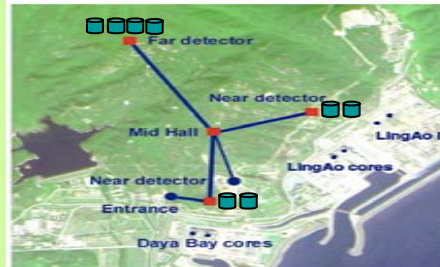 Far detector
Near detector
Mid Hall
LIngAo
LIngAo cores
Near detector
Entrance
Daya Bay cores